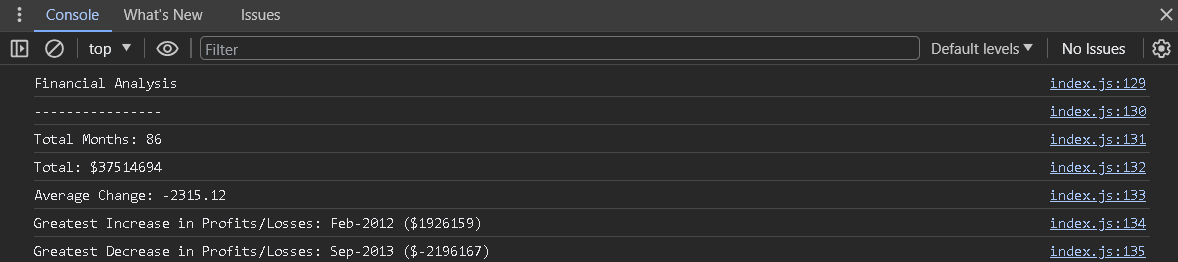 Console What's New Issues
top Filter Default levels No Issues
Financial Analysis index.js:129
---------------- index.js:130
Total Months: 86 index.js:131
Total: $37514694 index.js:132
Average Change: -2315.12 index.js:133
Greatest Increase in Profits/Losses: Feb-2012 ($1926159) index.js:134
Greatest Decrease in Profits/Losses: Sep-2013 ($-2196167) index.js:135